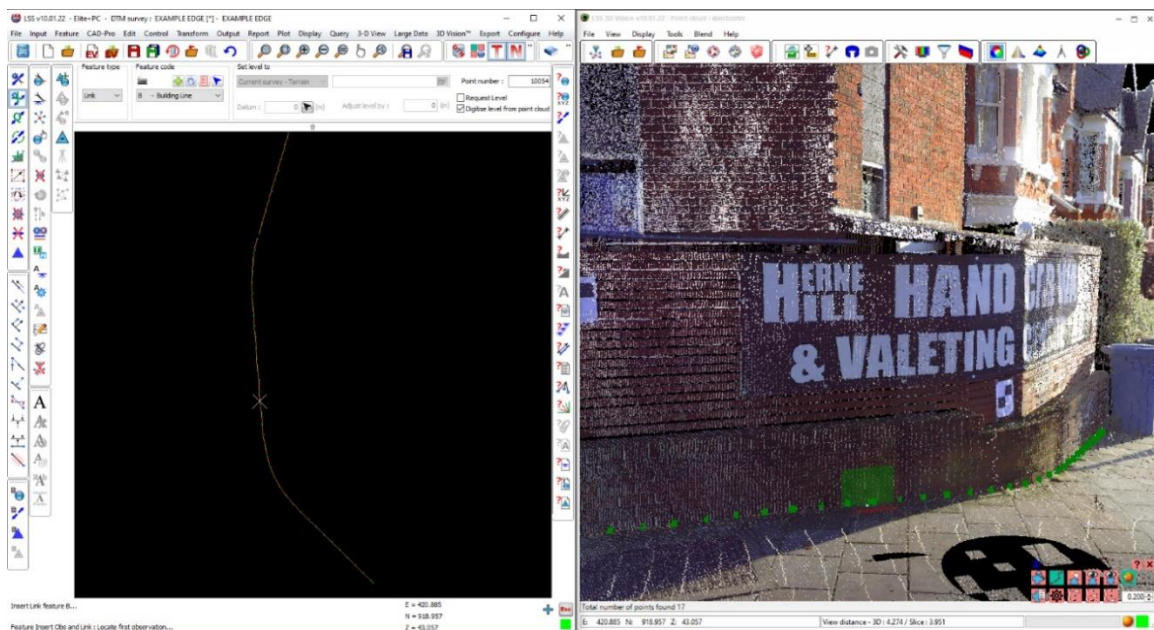 LSS v10.01.22 - Elite+PC - DTM survey : EXAMPLE EDGE [*] - EXAMPLE EDGE
File Input Feature CAD-Pro Edit Control Transform Output Report Plot Display Query 3-D View Large Data 3D Vision™ Export Configure Help
Feature type
Feature code
Set level to
Link
B - Building Line
Current survey - Terrain
Point number :
10054
Request Level
Digitise level from point cloud
Datum :
0
[m]
Adjust level by :
0
[m]
Insert Link feature B...
Feature Insert Obs and Link : Locate first observation...
E = 420.885
N = 918.957
Z = 43.057
Esc
LSS 3D Vision v10.01.22 - Point cloud :
File View Display Tools Blend Help
HERNE
HILL HAND
& VALETING
0.200
Total number of points found 17
E: 420.885 N: 918.957 Z: 43.057
View distance - 3D : 4.274 / Slice : 3.951